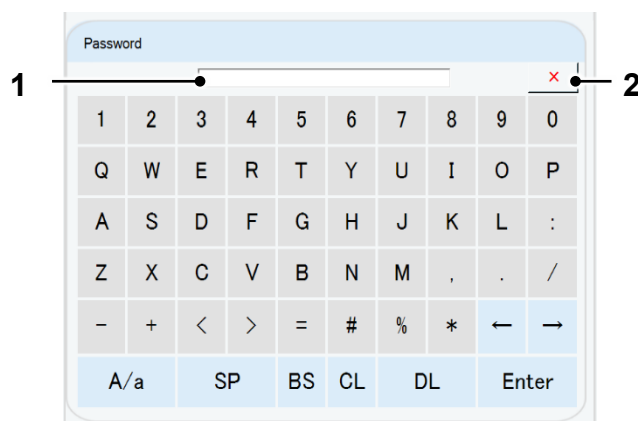 Password
1 × 2
1 2 3 4 5 6 7 8 9 0
Q W E R T Y U I O P
A S D F G H J K L :
Z X C V B N M , . /
- + < > = # % * ← →
A/a SP BS CL DL Enter